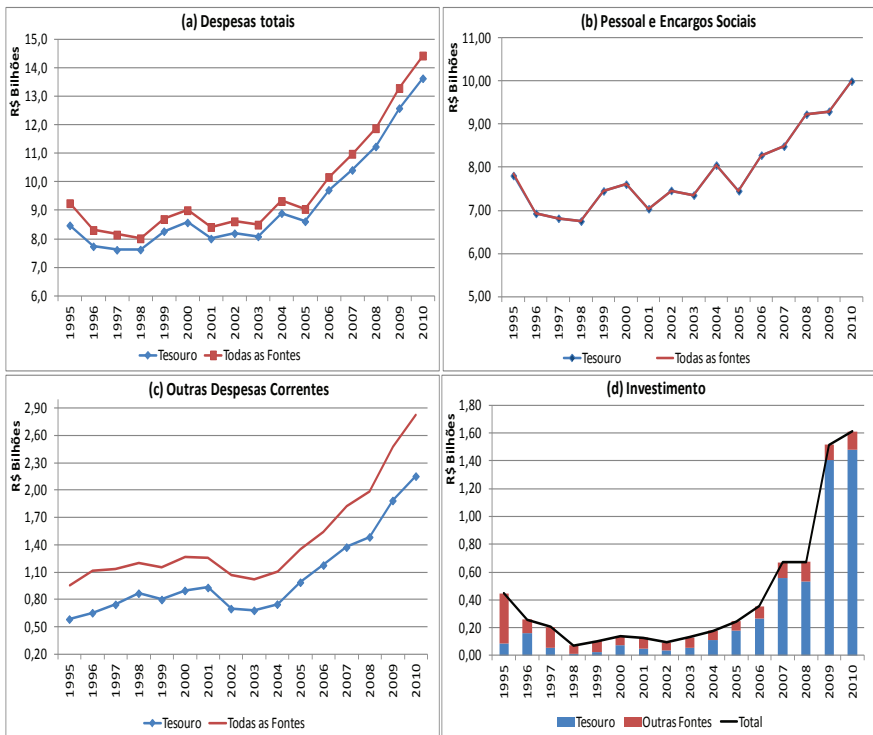 (a) Despesas totais
R$ Bilhões
15,0
14,0
13,0
12,0
11,0
10,0
9,0
8,0
7,0
6,0
1995 1996 1997 1998 1999 2000 2001 2002 2003 2004 2005 2006 2007 2008 2009 2010
Tesouro Todas as Fontes
(b) Pessoal e Encargos Sociais
R$ Bilhões
11,00
10,00
9,00
8,00
7,00
6,00
5,00
1995 1996 1997 1998 1999 2000 2001 2002 2003 2004 2005 2006 2007 2008 2009 2010
Tesouro Todas as fontes
(c) Outras Despesas Correntes
R$ Bilhões
2,90
2,60
2,30
2,00
1,70
1,40
1,10
0,80
0,50
0,20
1995 1996 1997 1998 1999 2000 2001 2002 2003 2004 2005 2006 2007 2008 2009 2010
Tesouro Todas as Fontes
(d) Investimento
R$ Bilhões
1,80
1,60
1,40
1,20
1,00
0,80
0,60
0,40
0,20
0,00
1995 1996 1997 1998 1999 2000 2001 2002 2003 2004 2005 2006 2007 2008 2009 2010
Tesouro Outras Fontes Total